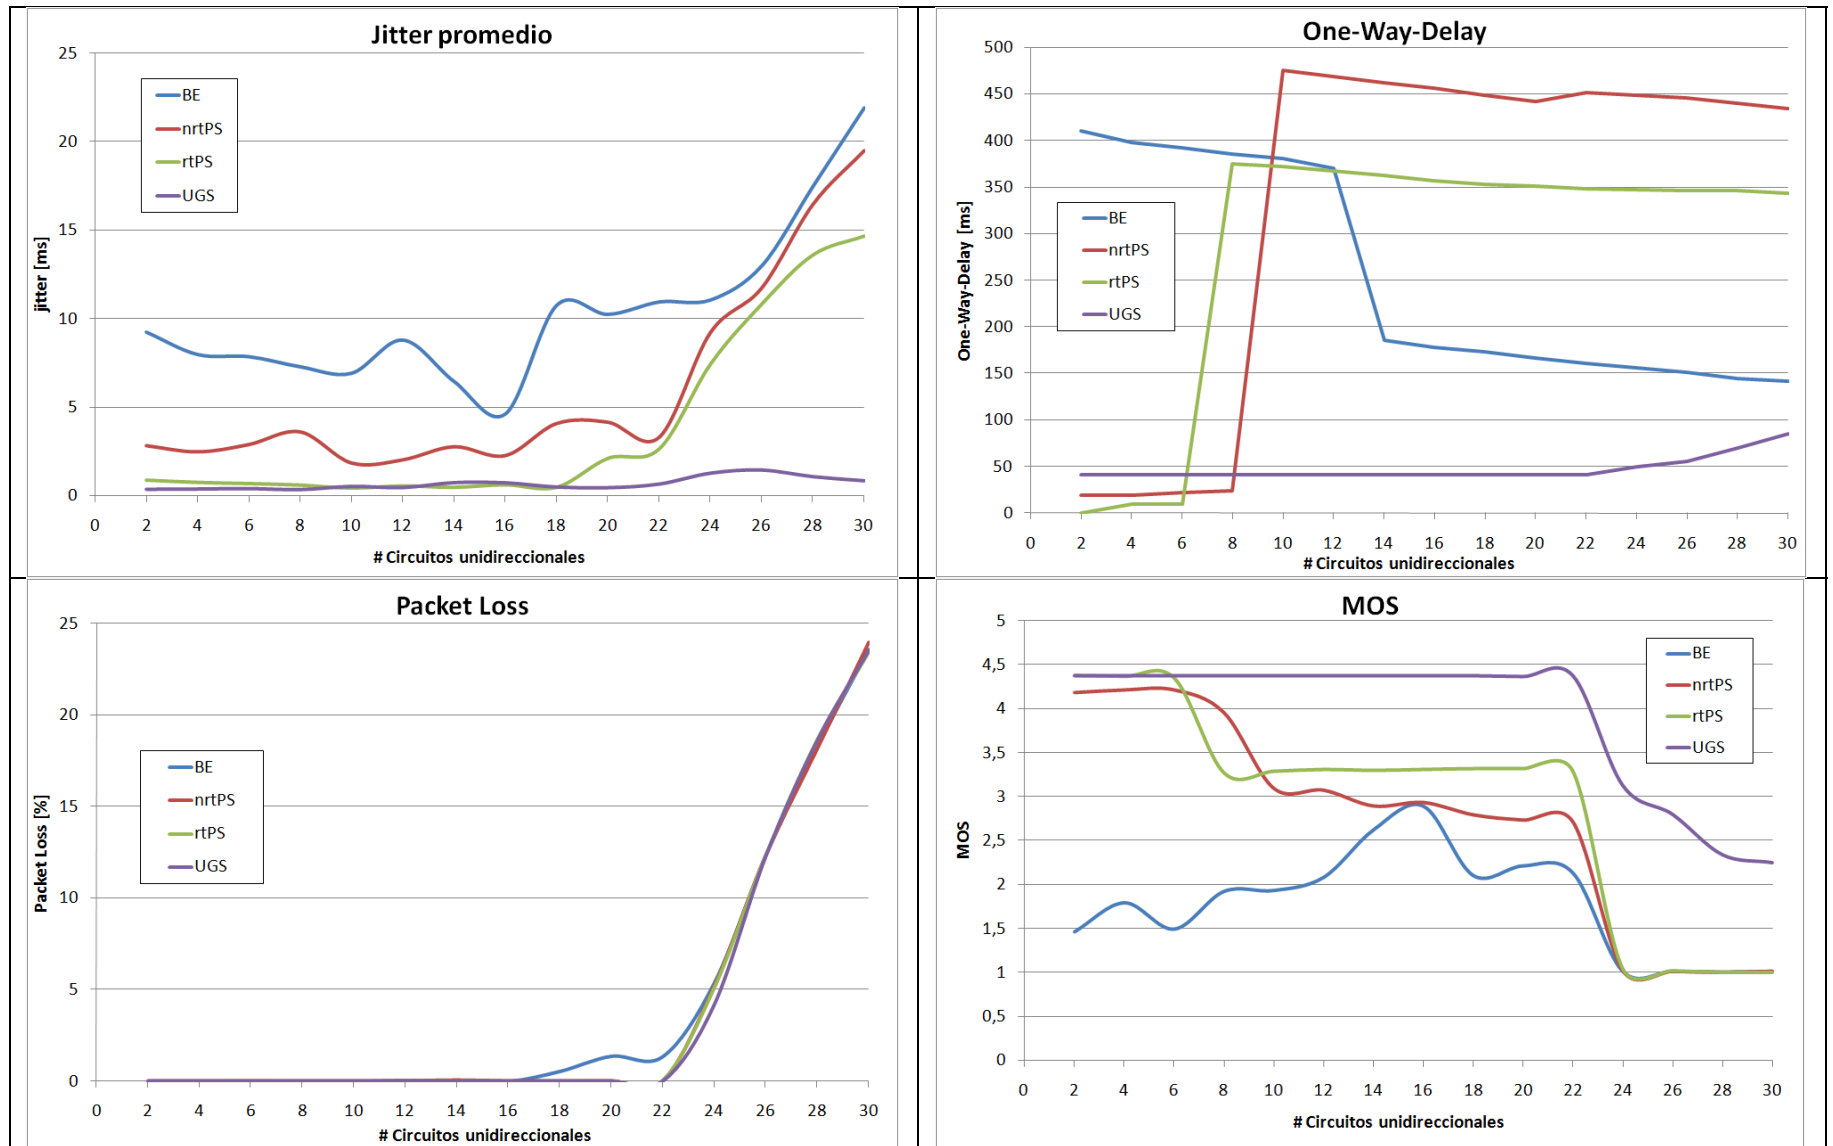 Jitter promedio
25
20
15
10
5
0
jitter [ms]
BE
nrtPS
rtPS
UGS
0 2 4 6 8 10 12 14 16 18 20 22 24 26 28 30
# Circuitos unidireccionales
One-Way-Delay
500
450
400
350
300
250
200
150
100
50
0
One-Way-Delay [ms]
BE
nrtPS
rtPS
UGS
0 2 4 6 8 10 12 14 16 18 20 22 24 26 28 30
# Circuitos unidireccionales
Packet Loss
25
20
15
10
5
0
Packet Loss [%]
BE
nrtPS
rtPS
UGS
0 2 4 6 8 10 12 14 16 18 20 22 24 26 28 30
# Circuitos unidireccionales
MOS
5
4,5
4
3,5
3
2,5
2
1,5
1
0,5
0
MOS
BE
nrtPS
rtPS
UGS
0 2 4 6 8 10 12 14 16 18 20 22 24 26 28 30
# Circuitos unidireccionales